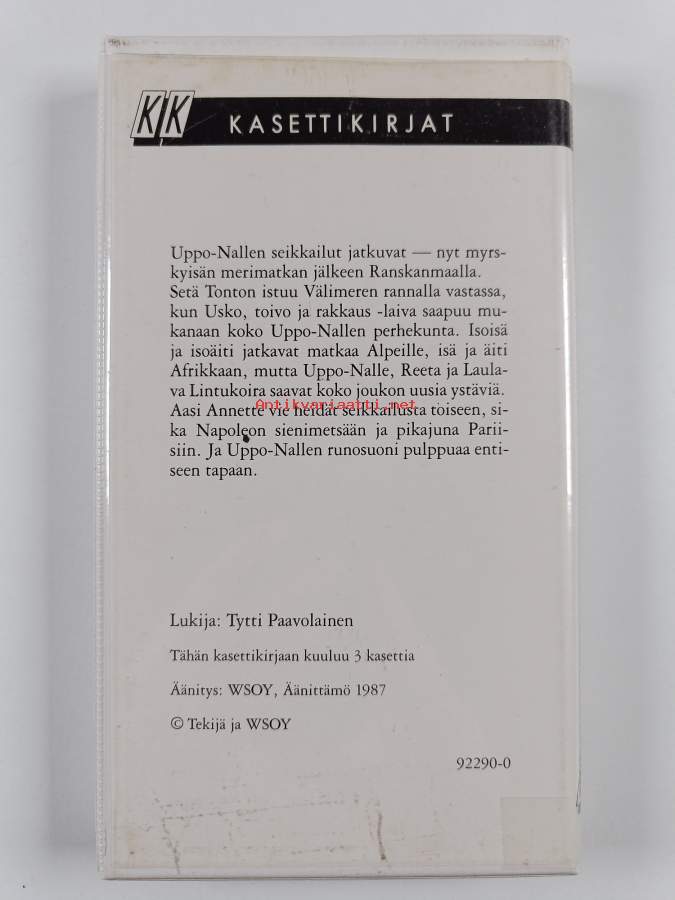 KK KASETTIKIRJAT
Uppo-Nallen seikkailut jatkuvat — nyt myrs-
kyisän merimatkan jälkeen Ranskanmaalla.
Setä Tonton istuu Välimeren rannalla vastassa,
kun Usko, toivo ja rakkaus -laiva saapuu mu-
kanaan koko Uppo-Nallen perhekunta. Isoisä
ja isoäiti jatkavat matkaa Alpeille, isä ja äiti
Afrikkaan, mutta Uppo-Nalle, Reeta ja Laula-
va Lintukoira saavat koko joukon uusia ystäviä.
Antikvariaatti.net
Aasi Annette vie heidät seikkailusta toiseen, si-
ka Napoleon sienimetsään ja pikajuna Parii-
siin. Ja Uppo-Nallen runosuoni pulppuaa enti-
seen tapaan.
Lukija: Tytti Paavolainen
Tähän kasettikirjaan kuuluu 3 kasettia
Äänitys: WSOY, Äänittämö 1987
© Tekijä ja WSOY
92290-0